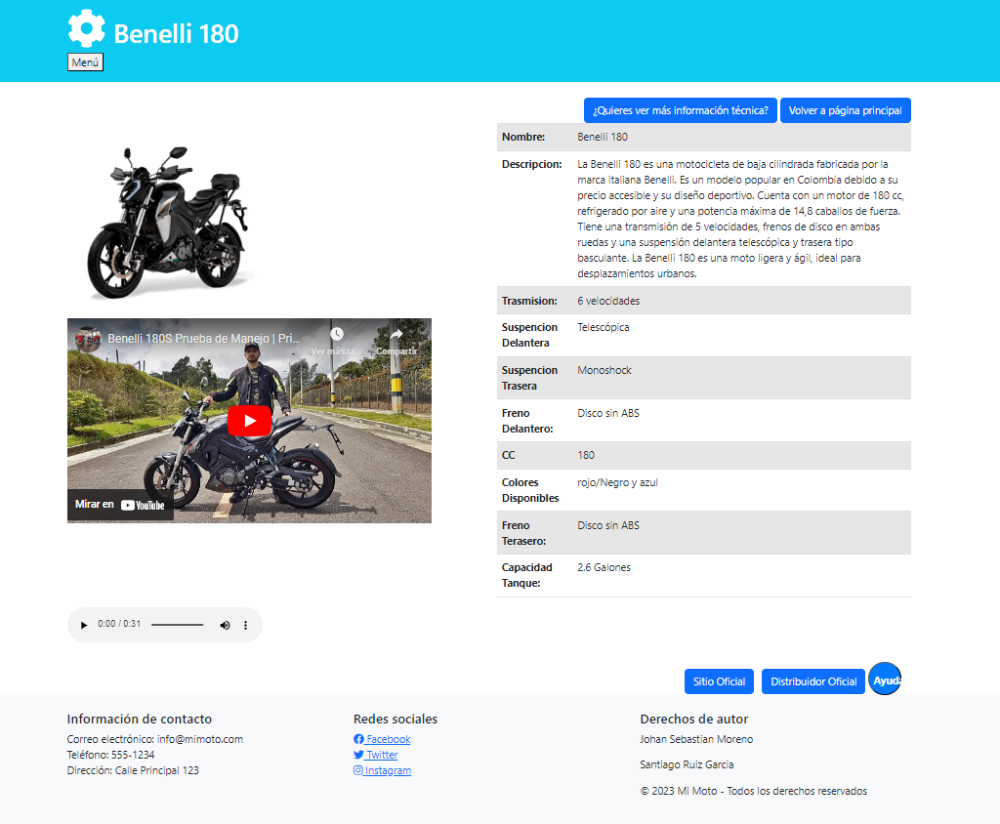 Benelli 180
Menú
¿Quieres ver más información técnica?
Volver a página principal
Nombre: Benelli 180
Descripcion: La Benelli 180 es una motocicleta de baja cilindrada fabricada por la
marca italiana Benelli. Es un modelo popular en Colombia debido a su
precio accesible y su diseño deportivo. Cuenta con un motor de 180 cc,
refrigerado por aire y una potencia máxima de 14,8 caballos de fuerza.
Tiene una transmisión de 5 velocidades, frenos de disco en ambas
ruedas y una suspensión delantera telescópica y trasera tipo
basculante. La Benelli 180 es una moto ligera y ágil, ideal para
desplazamientos urbanos.
Trasmision: 6 velocidades
Suspencion Delantera Telescópica
Suspencion Trasera Monoshock
Freno Delantero: Disco sin ABS
CC 180
Colores Disponibles rojo/Negro y azul
Freno Terasero: Disco sin ABS
Capacidad Tanque: 2.6 Galones
Benelli 180S Prueba de Manejo | Pri...
Ver más ta...
Compartir
Mirar en YouTube
0:00 / 0:31
Sitio Oficial
Distribuidor Oficial
Ayuda
Información de contacto
Correo electrónico: info@mimoto.com
Teléfono: 555-1234
Dirección: Calle Principal 123
Redes sociales
Facebook
Twitter
Instagram
Derechos de autor
Johan Sebastian Moreno
Santiago Ruiz Garcia
© 2023 Mi Moto - Todos los derechos reservados